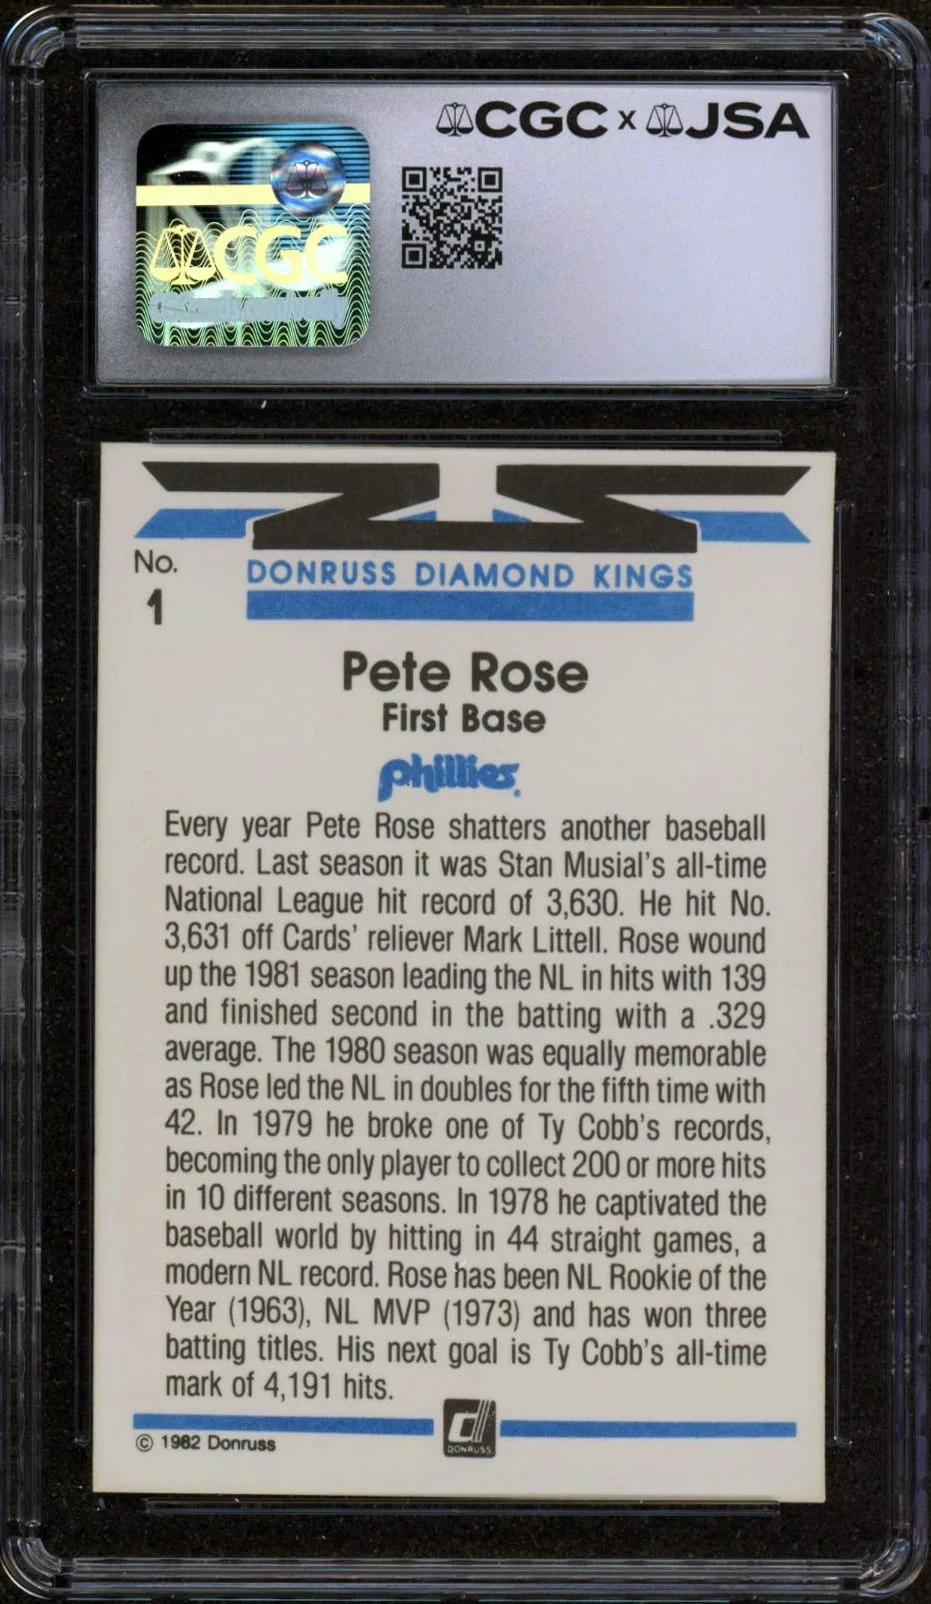 CGC x JSA
CGC
No.
1
DONRUSS DIAMOND KINGS
Pete Rose
First Base
phillies
Every year Pete Rose shatters another baseball
record. Last season it was Stan Musial's all-time
National League hit record of 3,630. He hit No.
3,631 off Cards' reliever Mark Littell. Rose wound
up the 1981 season leading the NL in hits with 139
and finished second in the batting with a .329
average. The 1980 season was equally memorable
as Rose led the NL in doubles for the fifth time with
42. In 1979 he broke one of Ty Cobb's records,
becoming the only player to collect 200 or more hits
in 10 different seasons. In 1978 he captivated the
baseball world by hitting in 44 straight games, a
modern NL record. Rose has been NL Rookie of the
Year (1963), NL MVP (1973) and has won three
batting titles. His next goal is Ty Cobb's all-time
mark of 4,191 hits.
© 1982 Donruss
DONRUSS